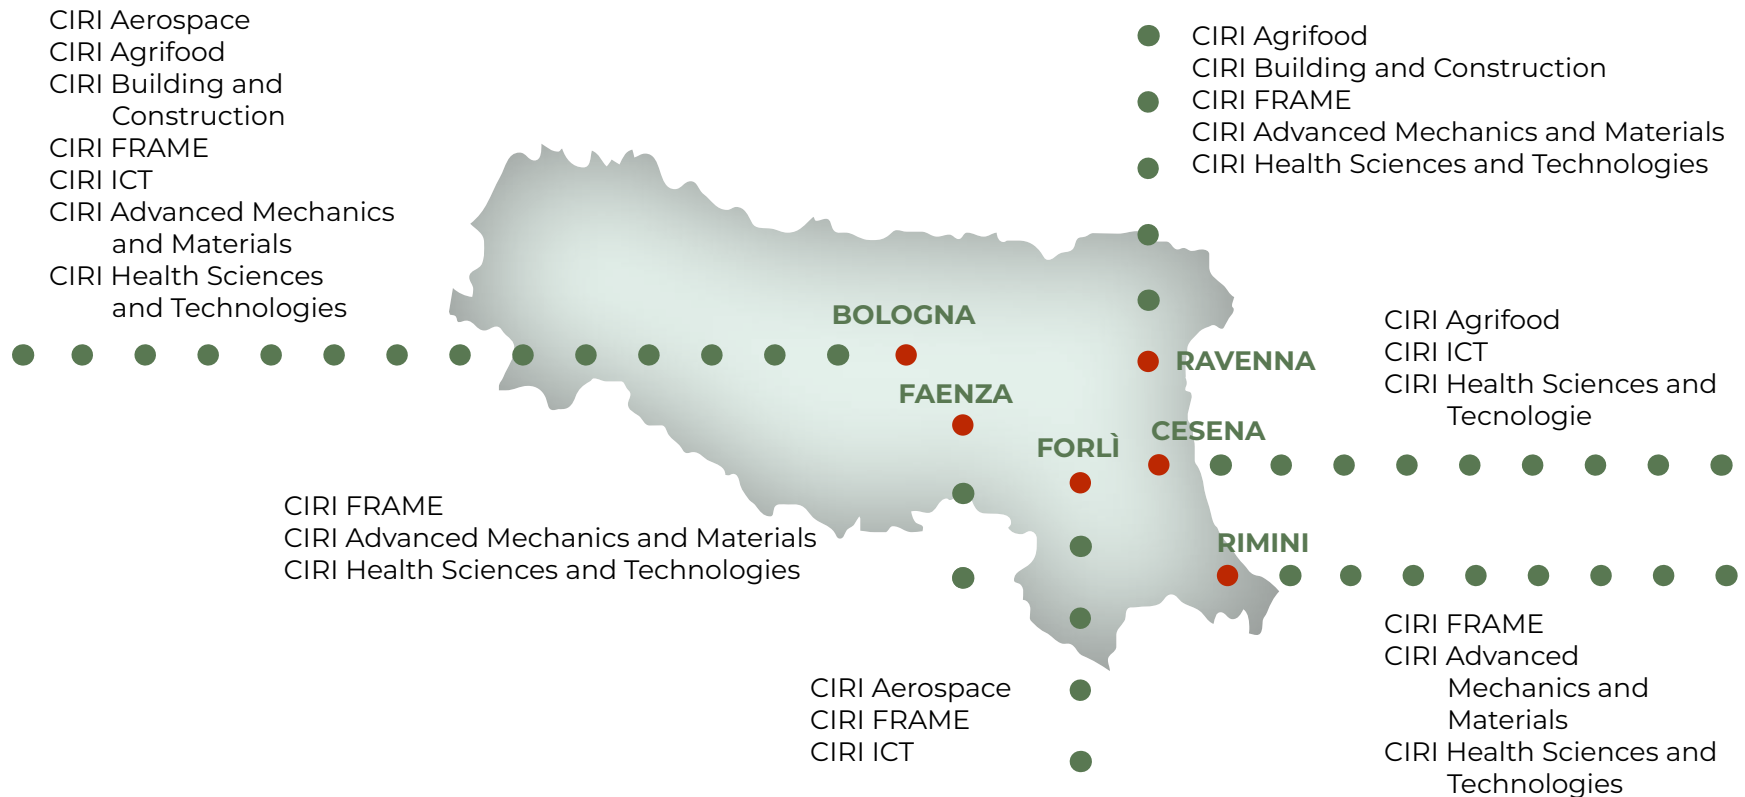 CIRI Aerospace
CIRI Agrifood
CIRI Building and
Construction
CIRI FRAME
CIRI ICT
CIRI Advanced Mechanics
and Materials
CIRI Health Sciences
and Technologies
CIRI Agrifood
CIRI Building and Construction
CIRI FRAME
CIRI Advanced Mechanics and Materials
CIRI Health Sciences and Technologies
BOLOGNA
RAVENNA
FAENZA
CESENA
FORLÌ
RIMINI
CIRI Agrifood
CIRI ICT
CIRI Health Sciences and
Tecnologie
CIRI FRAME
CIRI Advanced Mechanics and Materials
CIRI Health Sciences and Technologies
CIRI Aerospace
CIRI FRAME
CIRI ICT
CIRI FRAME
CIRI Advanced
Mechanics and
Materials
CIRI Health Sciences and
Technologies